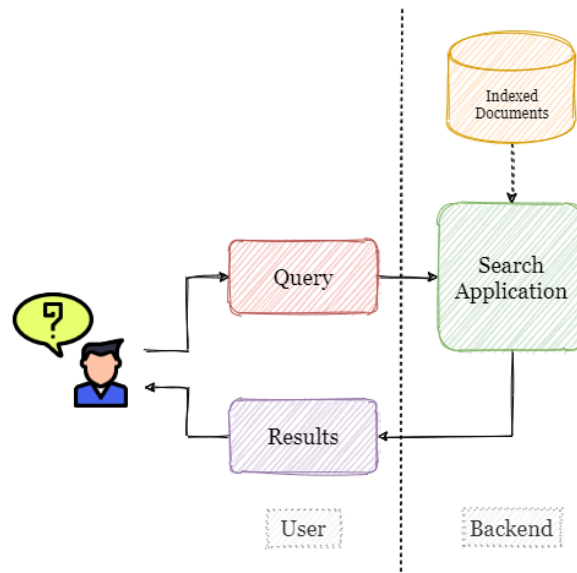 Indexed
Documents
Query
Search
Application
?
Results
User
Backend